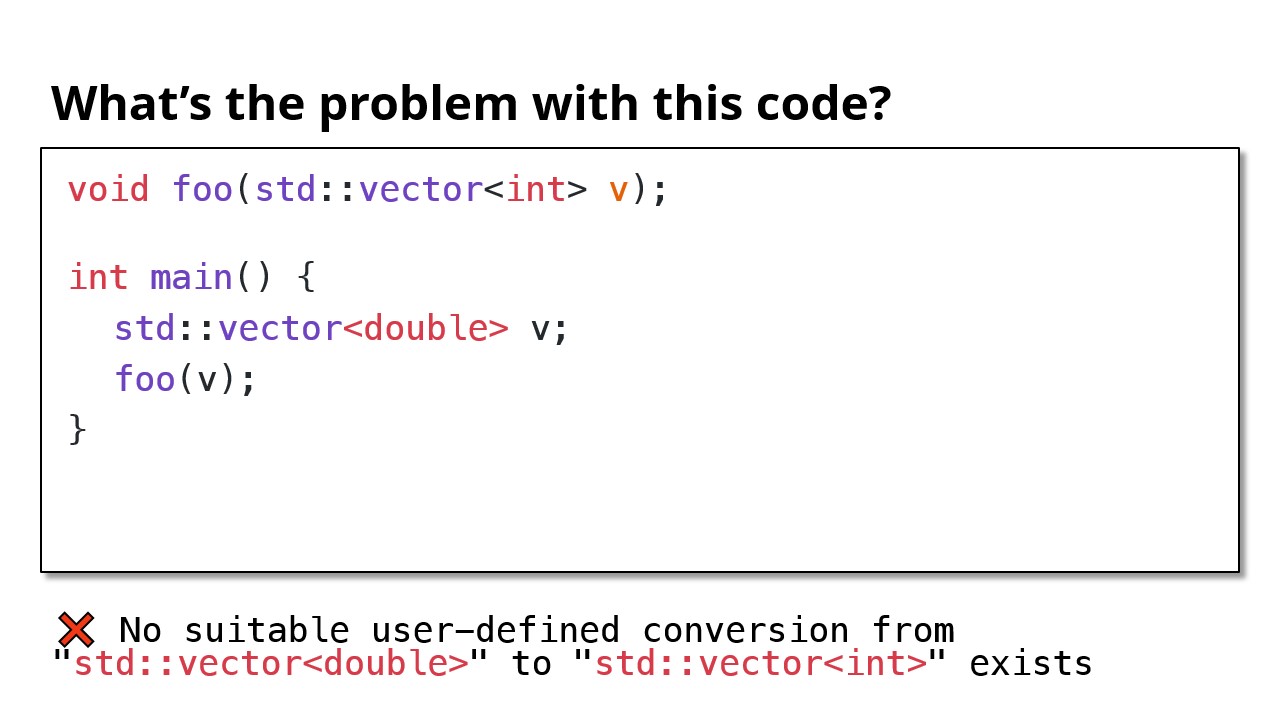 What’s the problem with this code?
void foo(std::vector<int> v);
int main() {
std::vector<double> v;
foo(v);
}
❌ No suitable user-defined conversion from
"std::vector<double>" to "std::vector<int>" exists